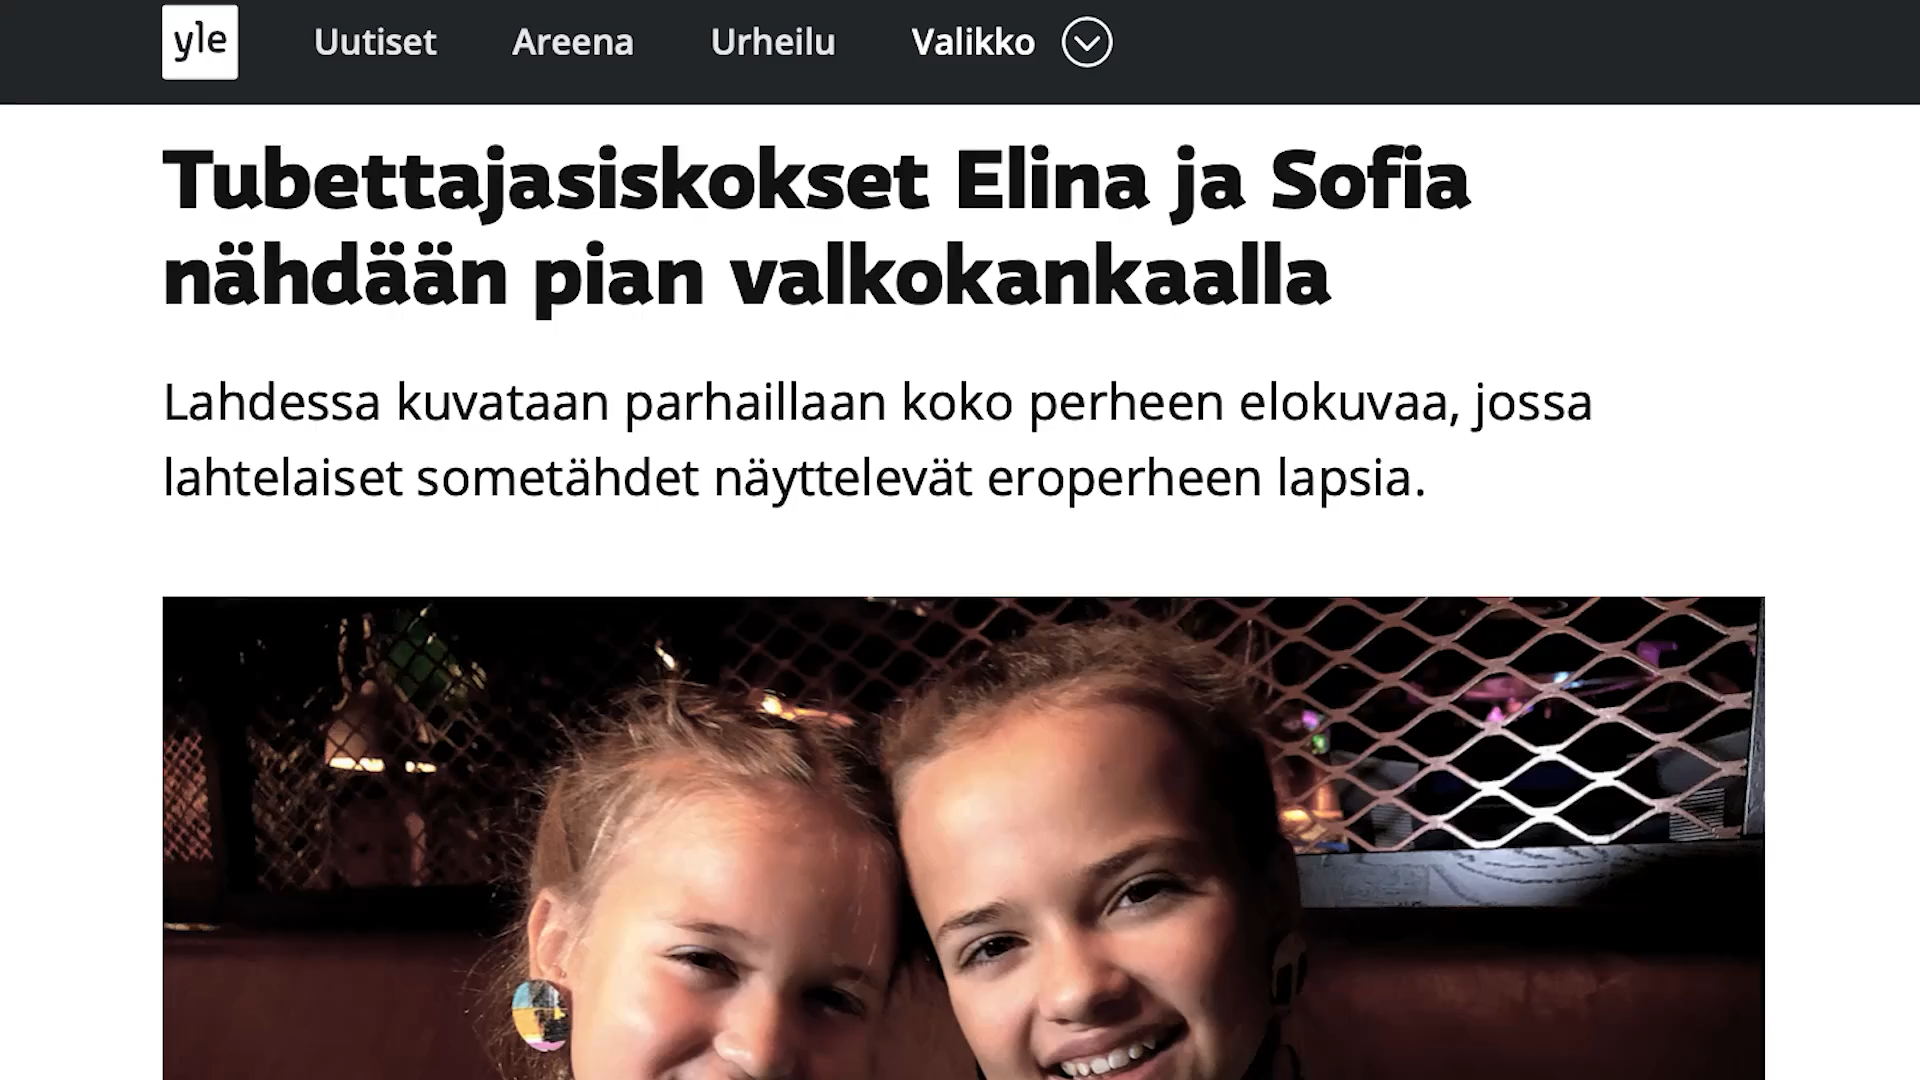 yle Uutiset Areena Urheilu Valikko
Tubettajasiskokset Elina ja Sofia
nähdään pian valkokankaalla
Lahdessa kuvataan parhaillaan koko perheen elokuvaa, jossa
lahtelaiset sometähdet näyttelevät eroperheen lapsia.